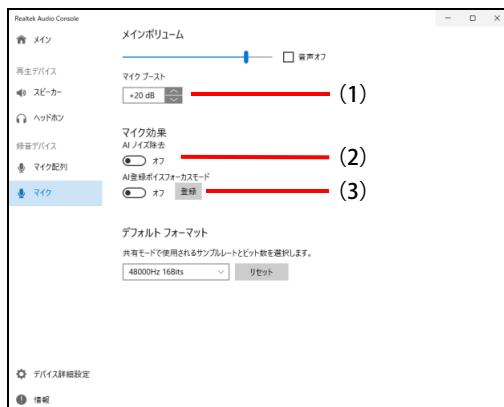 Realtek Audio Console
メイン
再生デバイス
スピーカー
ヘッドホン
録音デバイス
マイク配列
マイク
デバイス詳細設定
情報
メインボリューム
音声オフ
マイク ブースト
+20 dB
(1)
マイク効果
AI ノイズ除去
オフ
(2)
AI登録ボイスフォーカスモード
オフ 登録
(3)
デフォルト フォーマット
共有モードで使用されるサンプルレートとビット数を選択します。
48000Hz 16Bits リセット